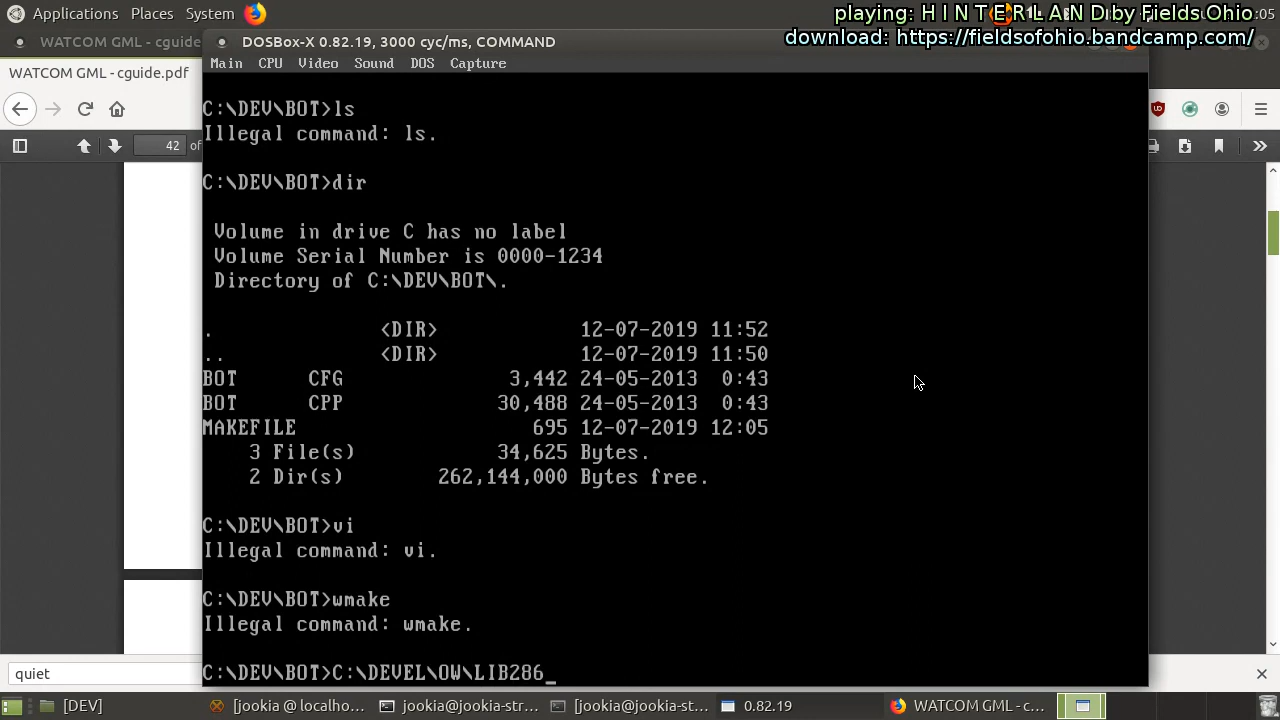 Applications Places System
playing: H I N T E R L A N D by Fields Ohio
:05
download: https://fieldsofohio.bandcamp.com/
WATCOM GML - cguide
DOSBox-X 0.82.19, 3000 cyc/ms, COMMAND
WATCOM GML - cguide.pdf
Main CPU Video Sound DOS Capture
42 of
C:\DEV\BOT>ls
Illegal command: ls.
C:\DEV\BOT>dir
Volume in drive C has no label
Volume Serial Number is 0000-1234
Directory of C:\DEV\BOT\.
. <DIR> 12-07-2019 11:52
.. <DIR> 12-07-2019 11:50
BOT CFG 3,442 24-05-2013 0:43
BOT CPP 30,488 24-05-2013 0:43
MAKEFILE 695 12-07-2019 12:05
3 File(s) 34,625 Bytes.
2 Dir(s) 262,144,000 Bytes free.
C:\DEV\BOT>vi
Illegal command: vi.
C:\DEV\BOT>wmake
Illegal command: wmake.
C:\DEV\BOT>C:\DEVEL\OW\LIB286_
quiet
[DEV] [jookia @ localho... jookia@jookia-str... [jookia@jookia-st... 0.82.19 WATCOM GML - c...